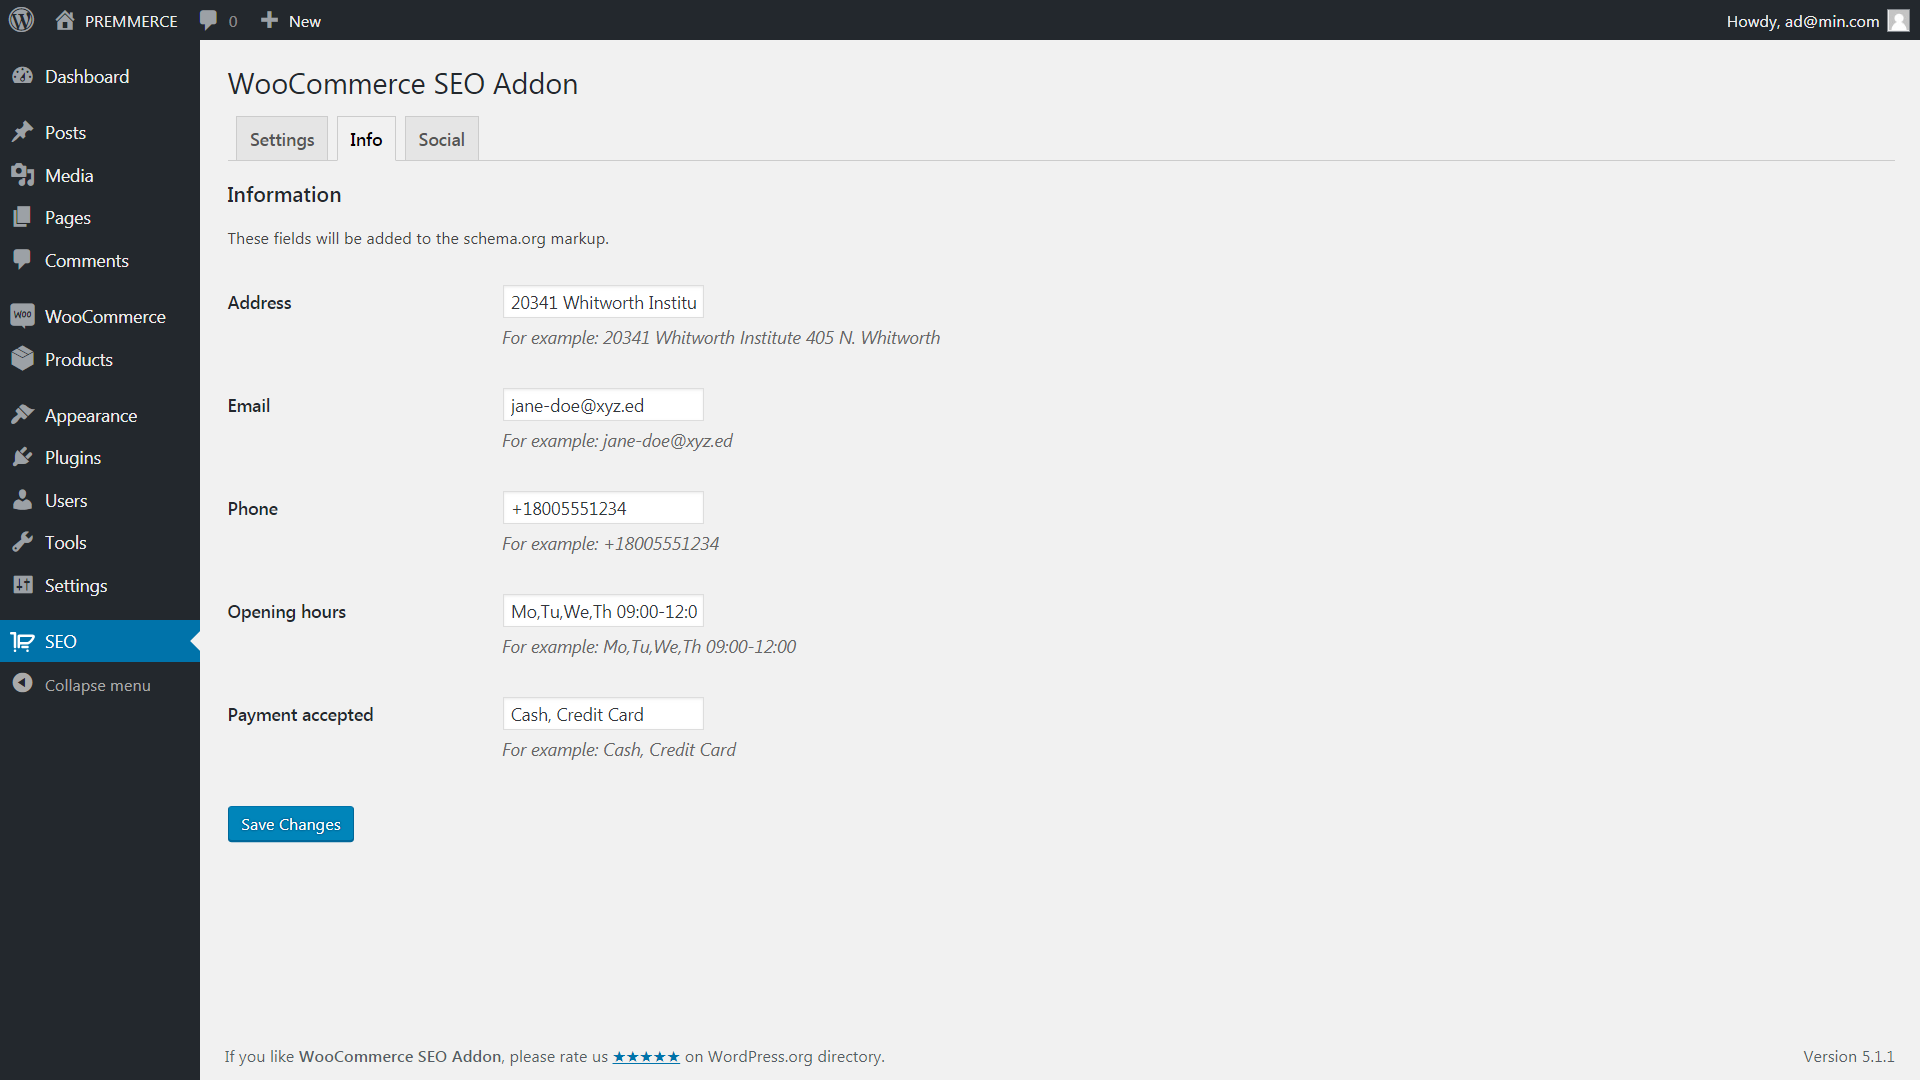 PREMMERCE 0 New Howdy, ad@min.com
Dashboard
Posts
Media
Pages
Comments
Woo WooCommerce
Products
Appearance
Plugins
Users
Tools
Settings
SEO
Collapse menu
WooCommerce SEO Addon
Settings Info Social
Information
These fields will be added to the schema.org markup.
Address 20341 Whitworth Institu
For example: 20341 Whitworth Institute 405 N. Whitworth
Email jane-doe@xyz.ed
For example: jane-doe@xyz.ed
Phone +18005551234
For example: +18005551234
Opening hours Mo,Tu,We,Th 09:00-12:0
For example: Mo,Tu,We,Th 09:00-12:00
Payment accepted Cash, Credit Card
For example: Cash, Credit Card
Save Changes
If you like WooCommerce SEO Addon, please rate us ★★★★★ on WordPress.org directory. Version 5.1.1